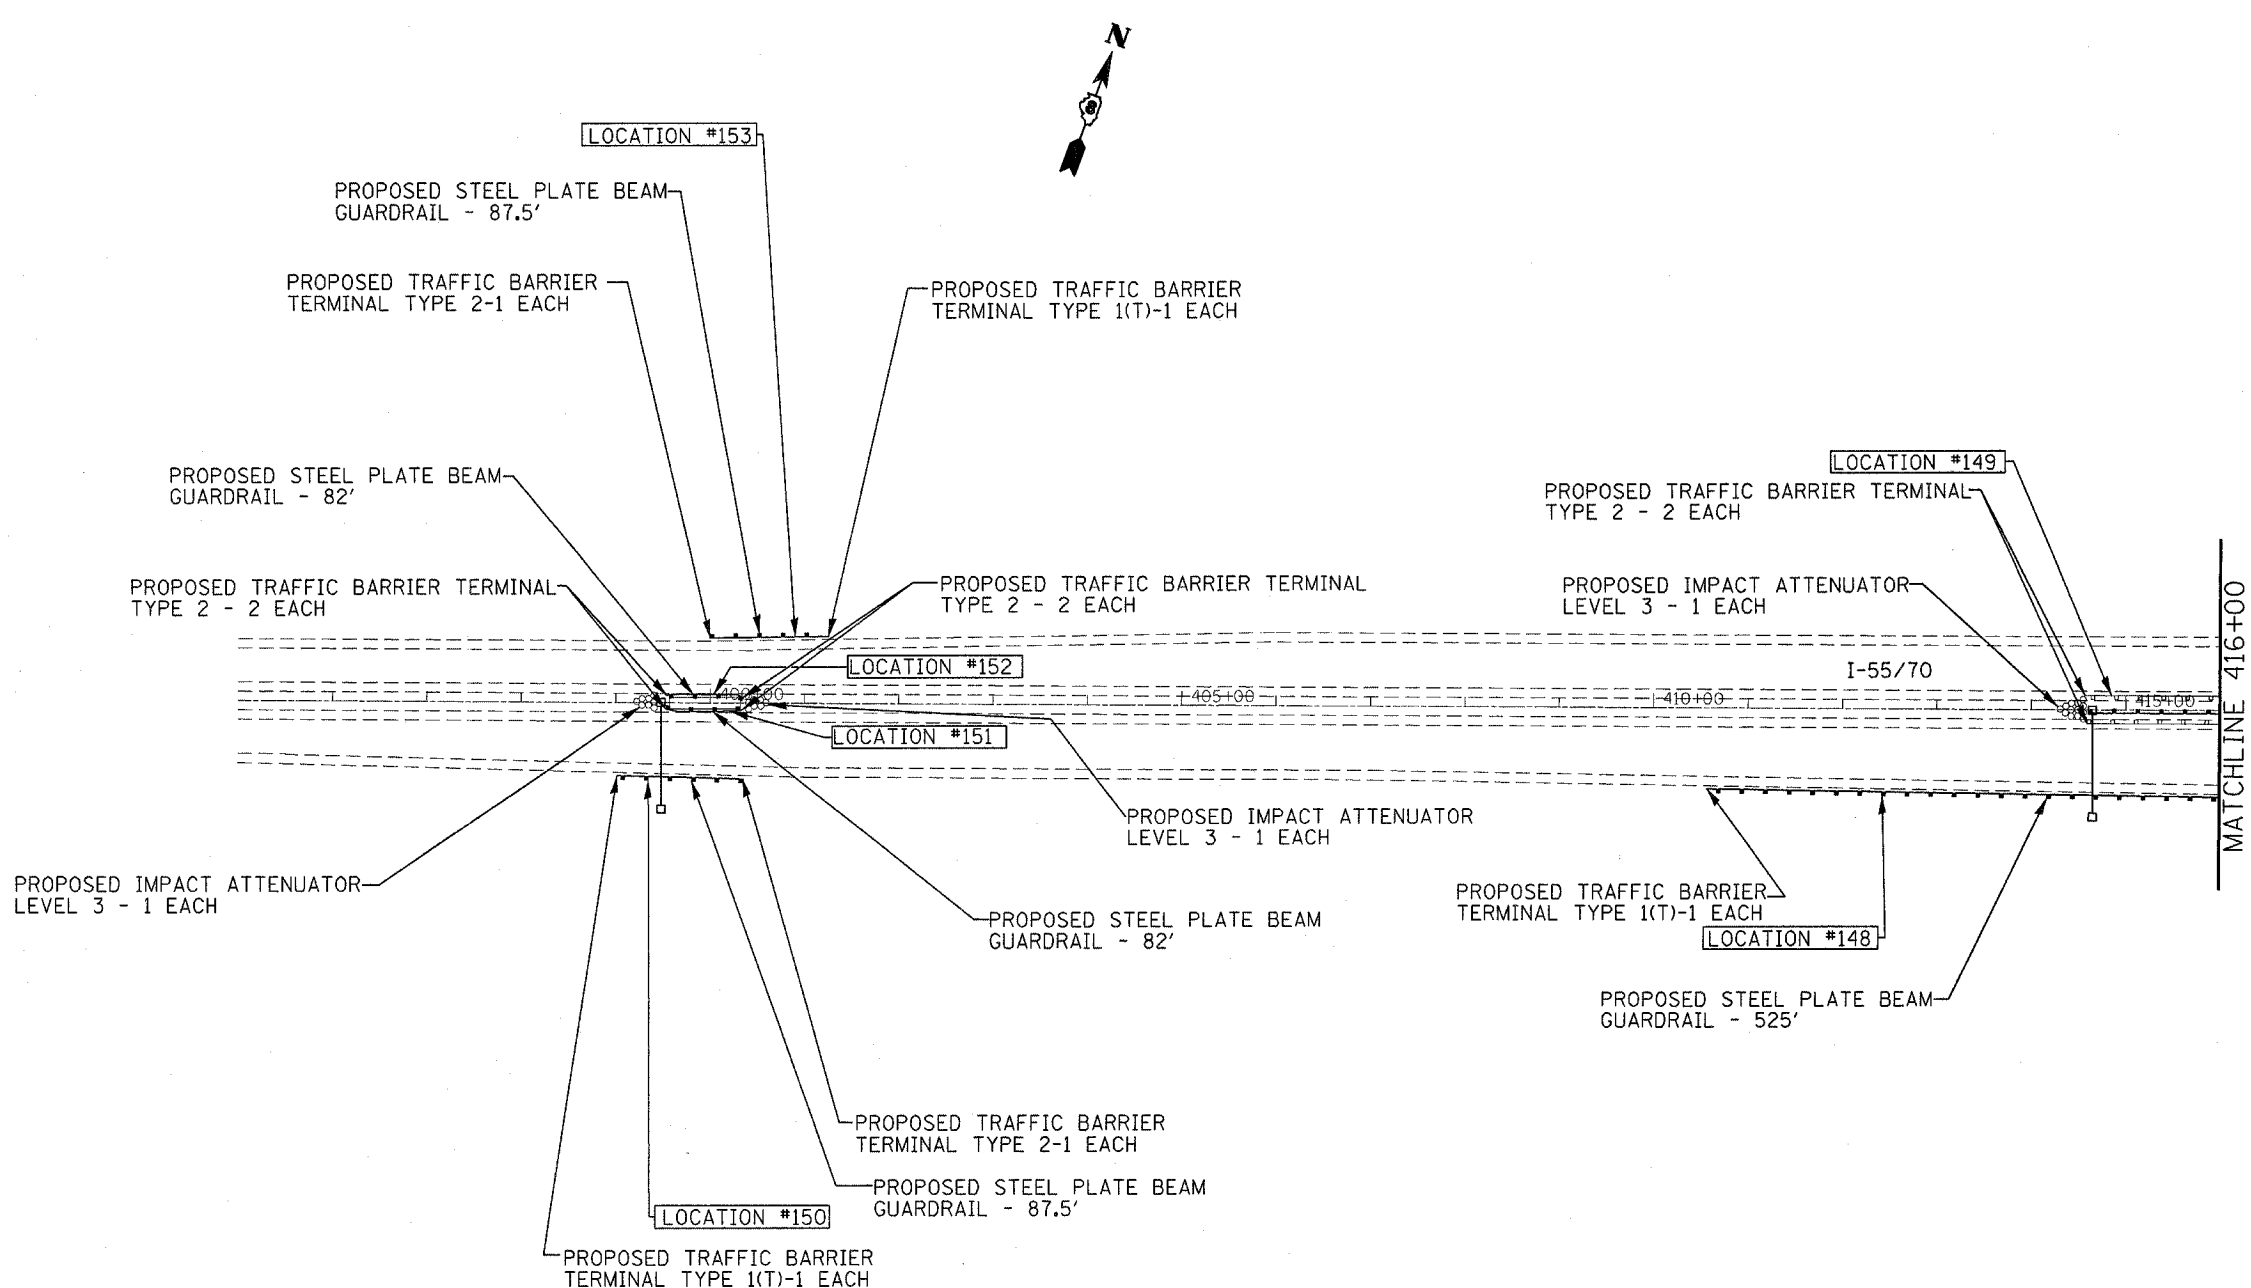 N
8
LOCATION #153
PROPOSED STEEL PLATE BEAM
GUARDRAIL - 87.5'
PROPOSED TRAFFIC BARRIER
TERMINAL TYPE 2-1 EACH
PROPOSED TRAFFIC BARRIER
TERMINAL TYPE 1(T)-1 EACH
PROPOSED STEEL PLATE BEAM
GUARDRAIL - 82'
LOCATION #149
PROPOSED TRAFFIC BARRIER TERMINAL
TYPE 2 - 2 EACH
PROPOSED TRAFFIC BARRIER TERMINAL
TYPE 2 - 2 EACH
PROPOSED TRAFFIC BARRIER TERMINAL
TYPE 2 - 2 EACH
PROPOSED IMPACT ATTENUATOR
LEVEL 3 - 1 EACH
LOCATION #152
I-55/70
400+00
405+00
410+00
415+00
MATCHLINE 416+00
LOCATION #151
PROPOSED IMPACT ATTENUATOR
LEVEL 3 - 1 EACH
PROPOSED IMPACT ATTENUATOR
LEVEL 3 - 1 EACH
PROPOSED STEEL PLATE BEAM
GUARDRAIL - 82'
PROPOSED TRAFFIC BARRIER
TERMINAL TYPE 1(T)-1 EACH
LOCATION #148
PROPOSED STEEL PLATE BEAM
GUARDRAIL - 525'
PROPOSED TRAFFIC BARRIER
TERMINAL TYPE 2-1 EACH
PROPOSED STEEL PLATE BEAM
GUARDRAIL - 87.5'
LOCATION #150
PROPOSED TRAFFIC BARRIER
TERMINAL TYPE 1(T)-1 EACH